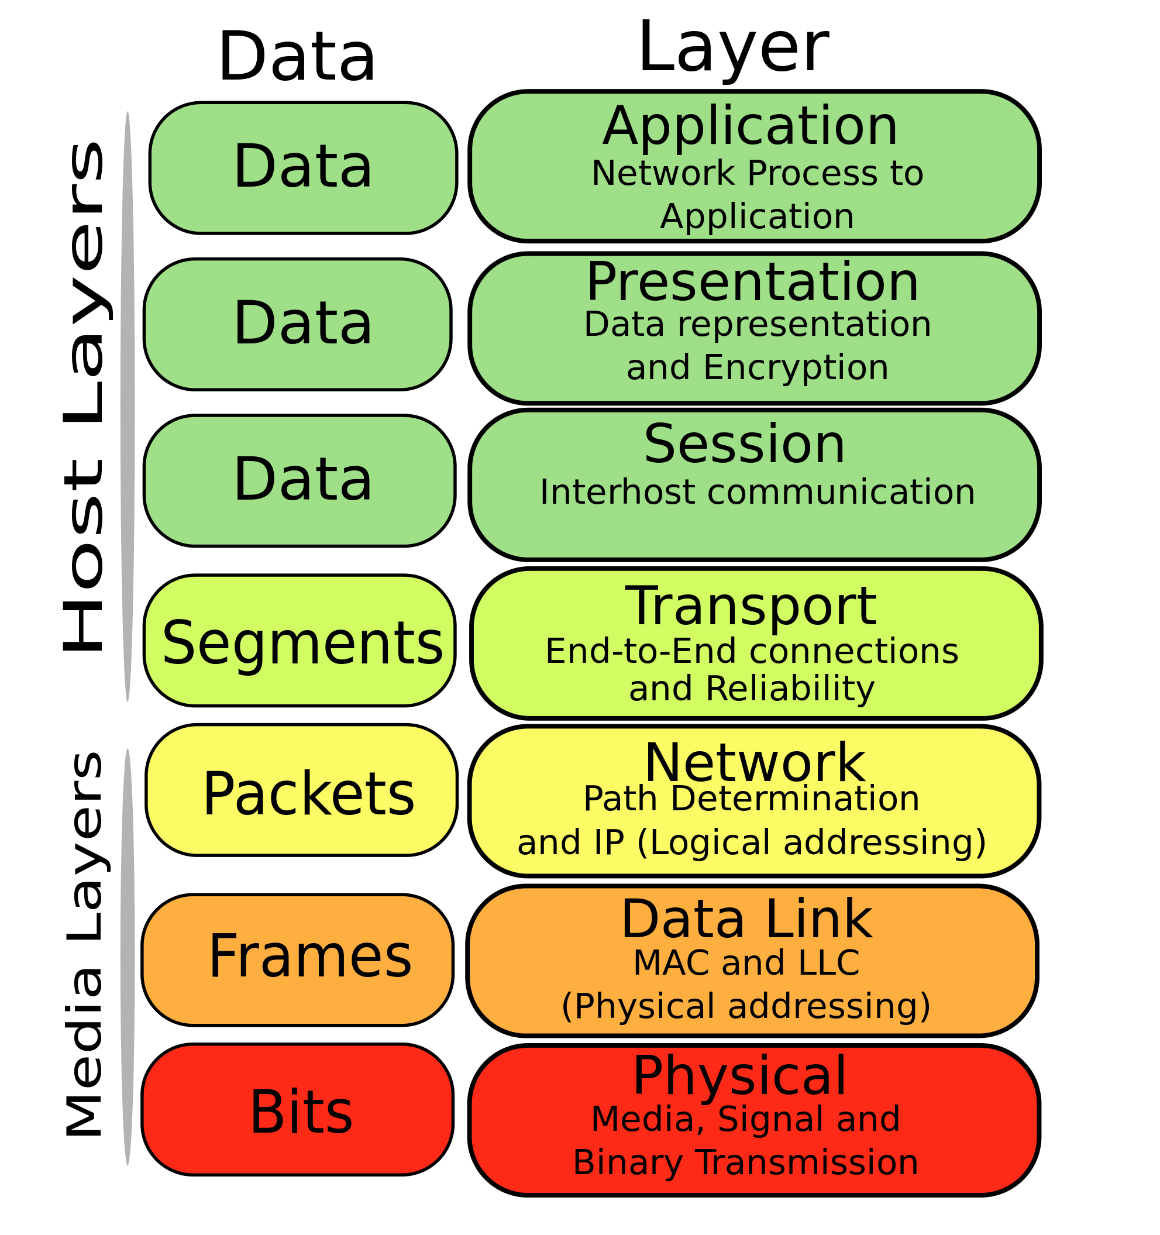 Data
Layer
Host Layers
Data
Application
Network Process to
Application
Data
Presentation
Data representation
and Encryption
Data
Session
Interhost communication
Segments
Transport
End-to-End connections
and Reliability
Media Layers
Packets
Network
Path Determination
and IP (Logical addressing)
Frames
Data Link
MAC and LLC
(Physical addressing)
Bits
Physical
Media, Signal and
Binary Transmission